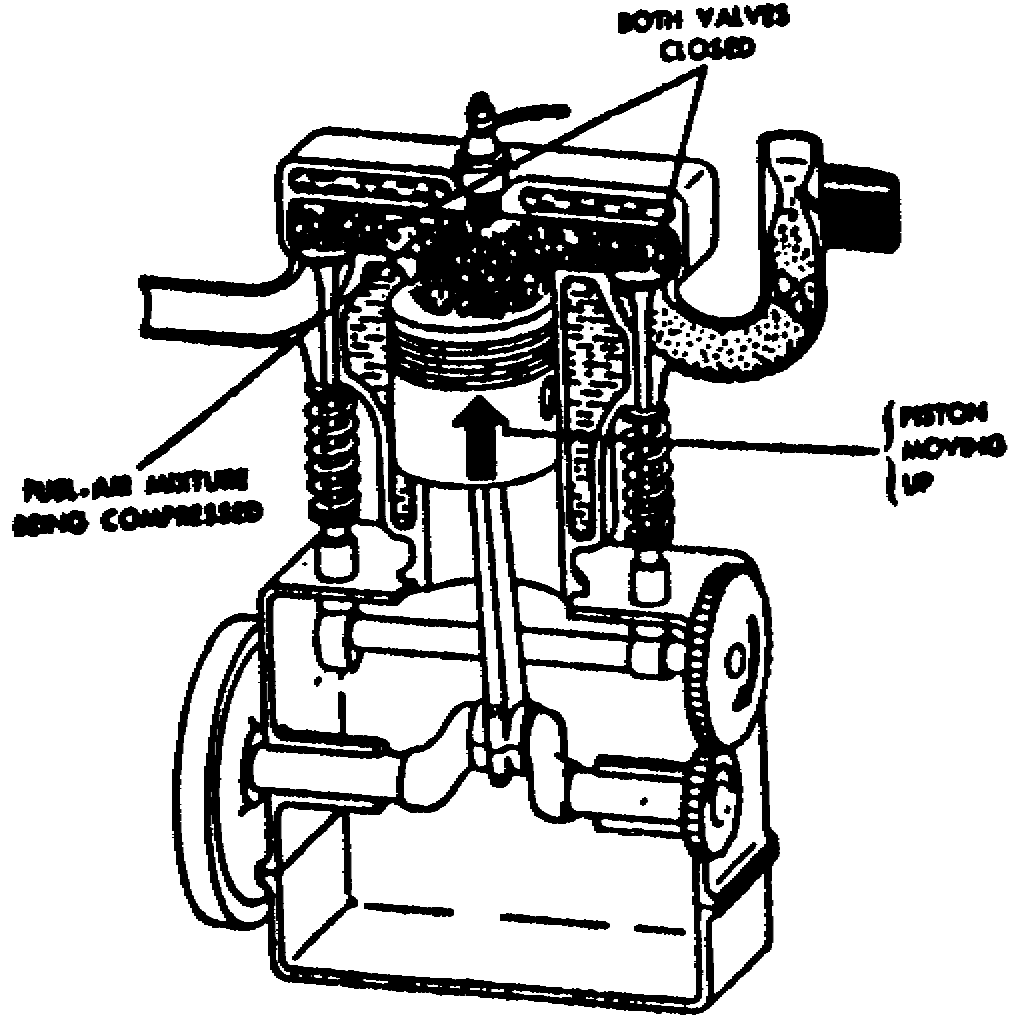 BOTH VALVES
CLOSED
FUEL-AIR MIXTURE
BEING COMPRESSED
PISTON
MOVING
UP